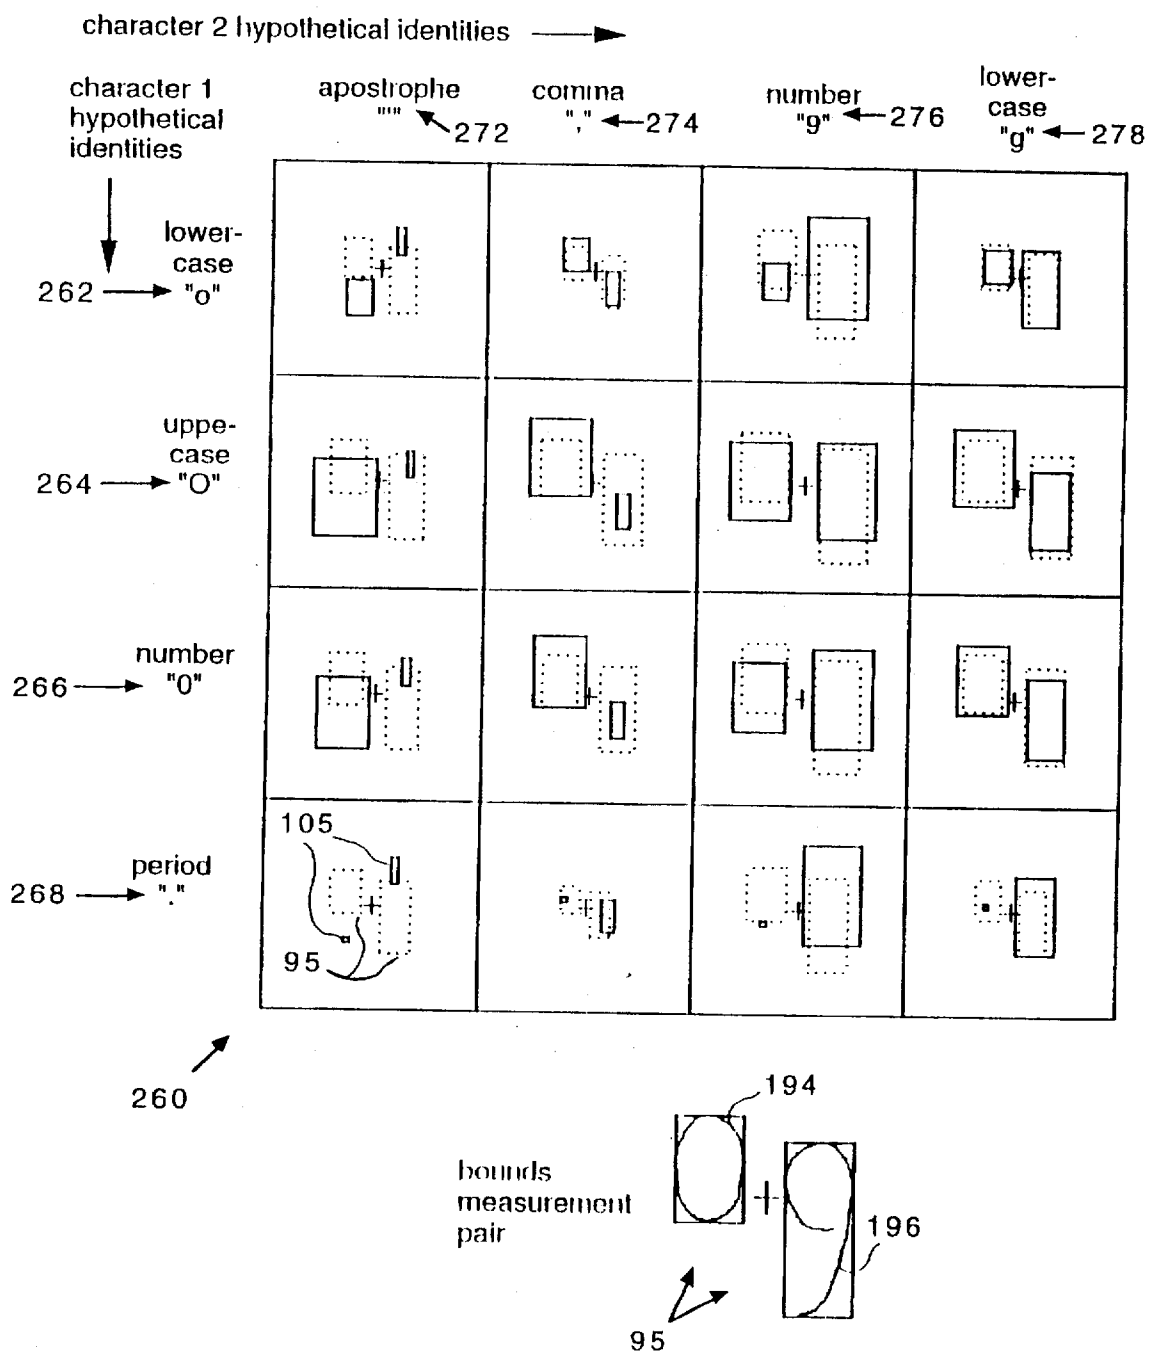 character 2 hypothetical identities
character 1
hypothetical
identities
apostrophe
"'" 272
comma
"," 274
number
"9" 276
lower-
case
"g" 278
lower-
case
262 "o"
uppe-
case
264 "O"
number
266 "0"
period
268 "."
105
95
260
bounds
measurement
pair
194
196
95